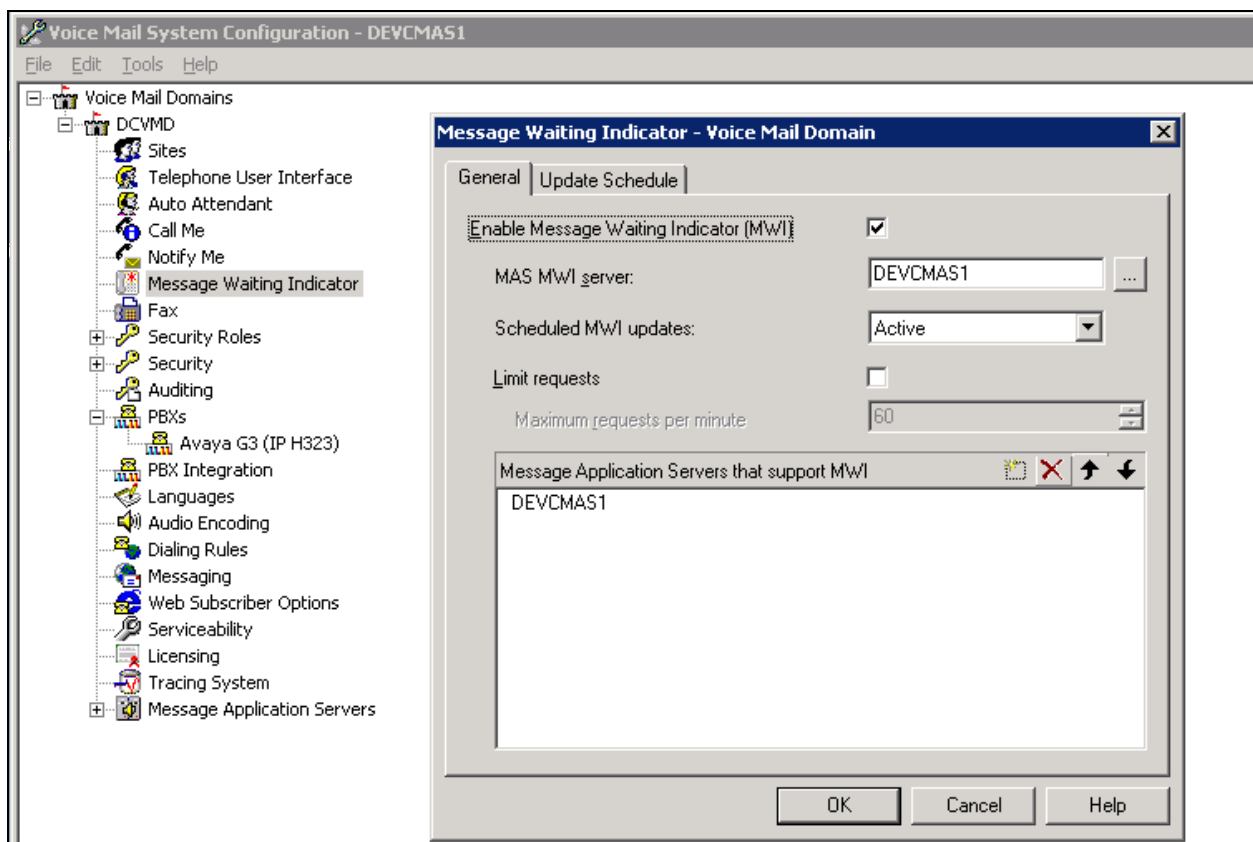 Voice Mail System Configuration - DEVCMAS1
File Edit Tools Help
Voice Mail Domains
DCVMD
Sites
Telephone User Interface
Auto Attendant
Call Me
Notify Me
Message Waiting Indicator
Fax
Security Roles
Security
Auditing
PBXs
Avaya G3 (IP H323)
PBX Integration
Languages
Audio Encoding
Dialing Rules
Messaging
Web Subscriber Options
Serviceability
Licensing
Tracing System
Message Application Servers
Message Waiting Indicator - Voice Mail Domain
General Update Schedule
Enable Message Waiting Indicator (MWI)
MAS MWI server: DEVCMAS1 ...
Scheduled MWI updates: Active
Limit requests
Maximum requests per minute 60
Message Application Servers that support MWI
DEVCMAS1
OK Cancel Help